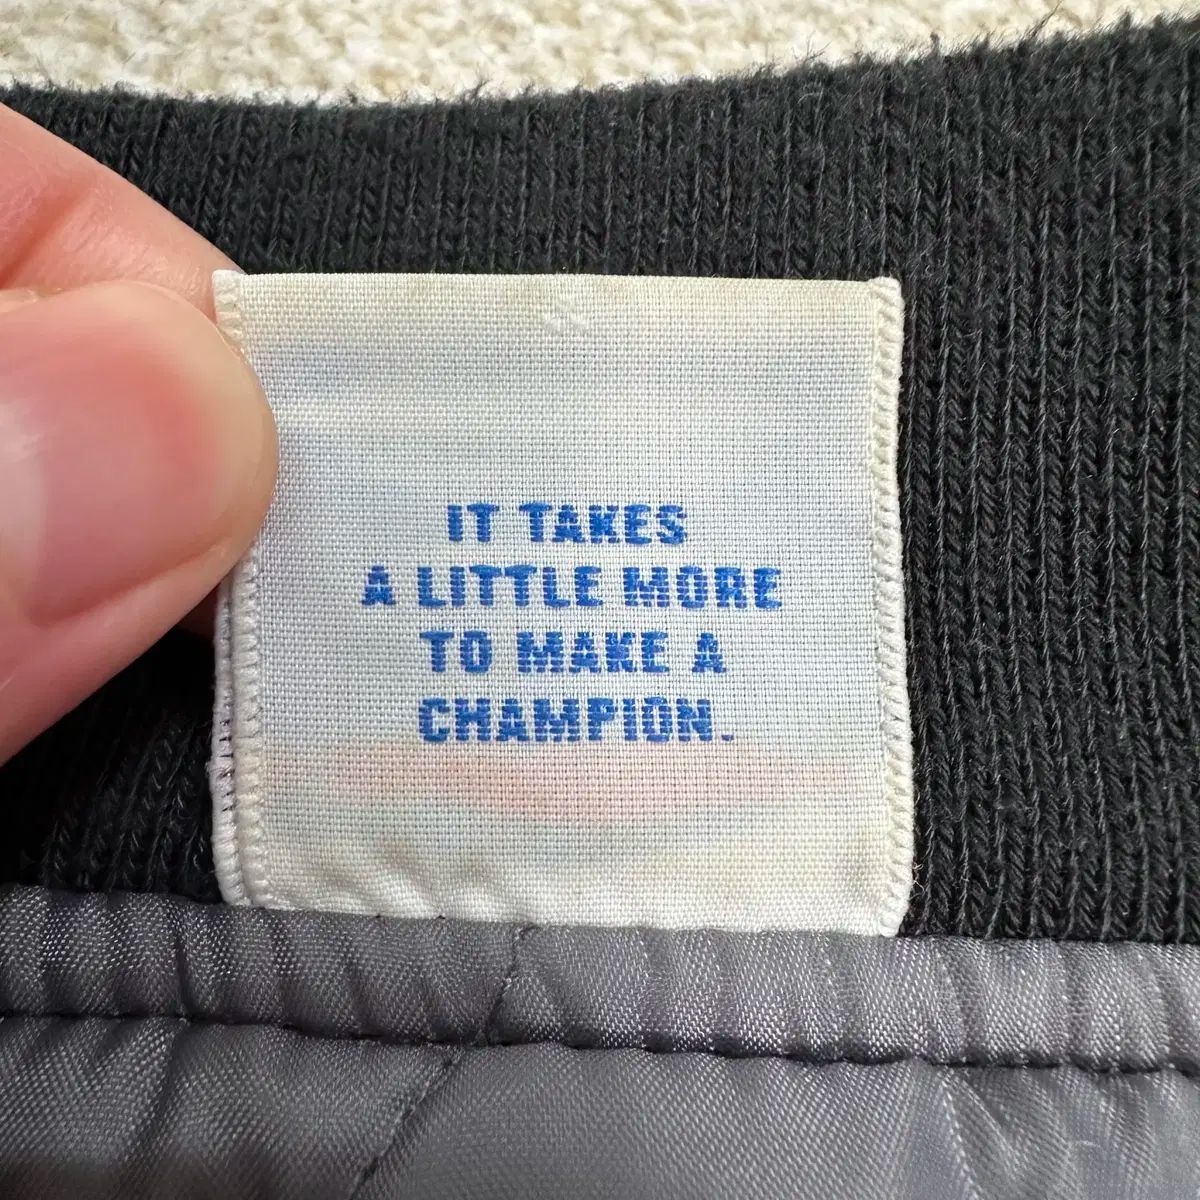 IT TAKES
A LITTLE MORE
TO MAKE A
CHAMPION.